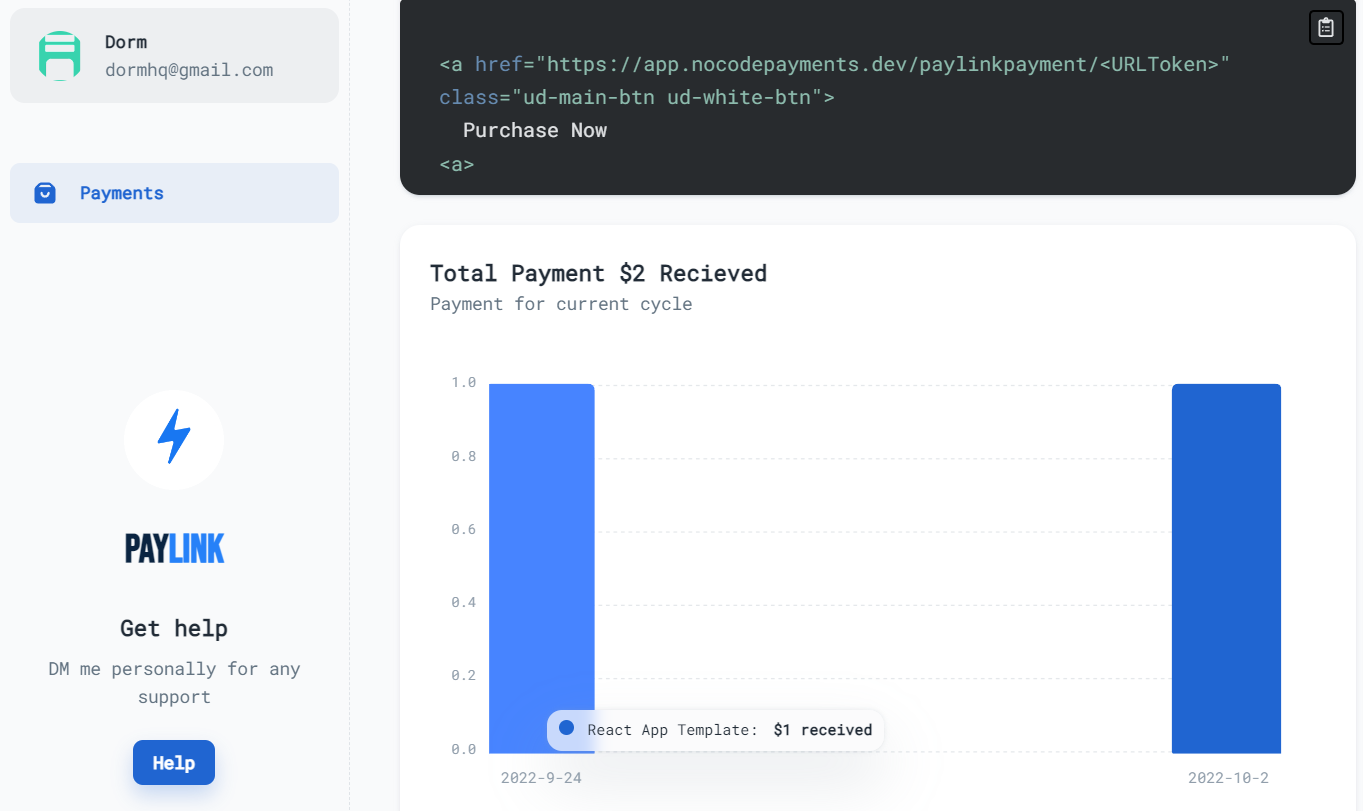 Dorm
dormhq@gmail.com
Payments
PAYLINK
Get help
DM me personally for any
support
Help
<a href="https://app.nocodepayments.dev/paylinkpayment/<URLToken>"
class="ud-main-btn ud-white-btn">
Purchase Now
<a>
Total Payment $2 Recieved
Payment for current cycle
1.0
0.8
0.6
0.4
0.2
0.0
React App Template: $1 received
2022-9-24
2022-10-2